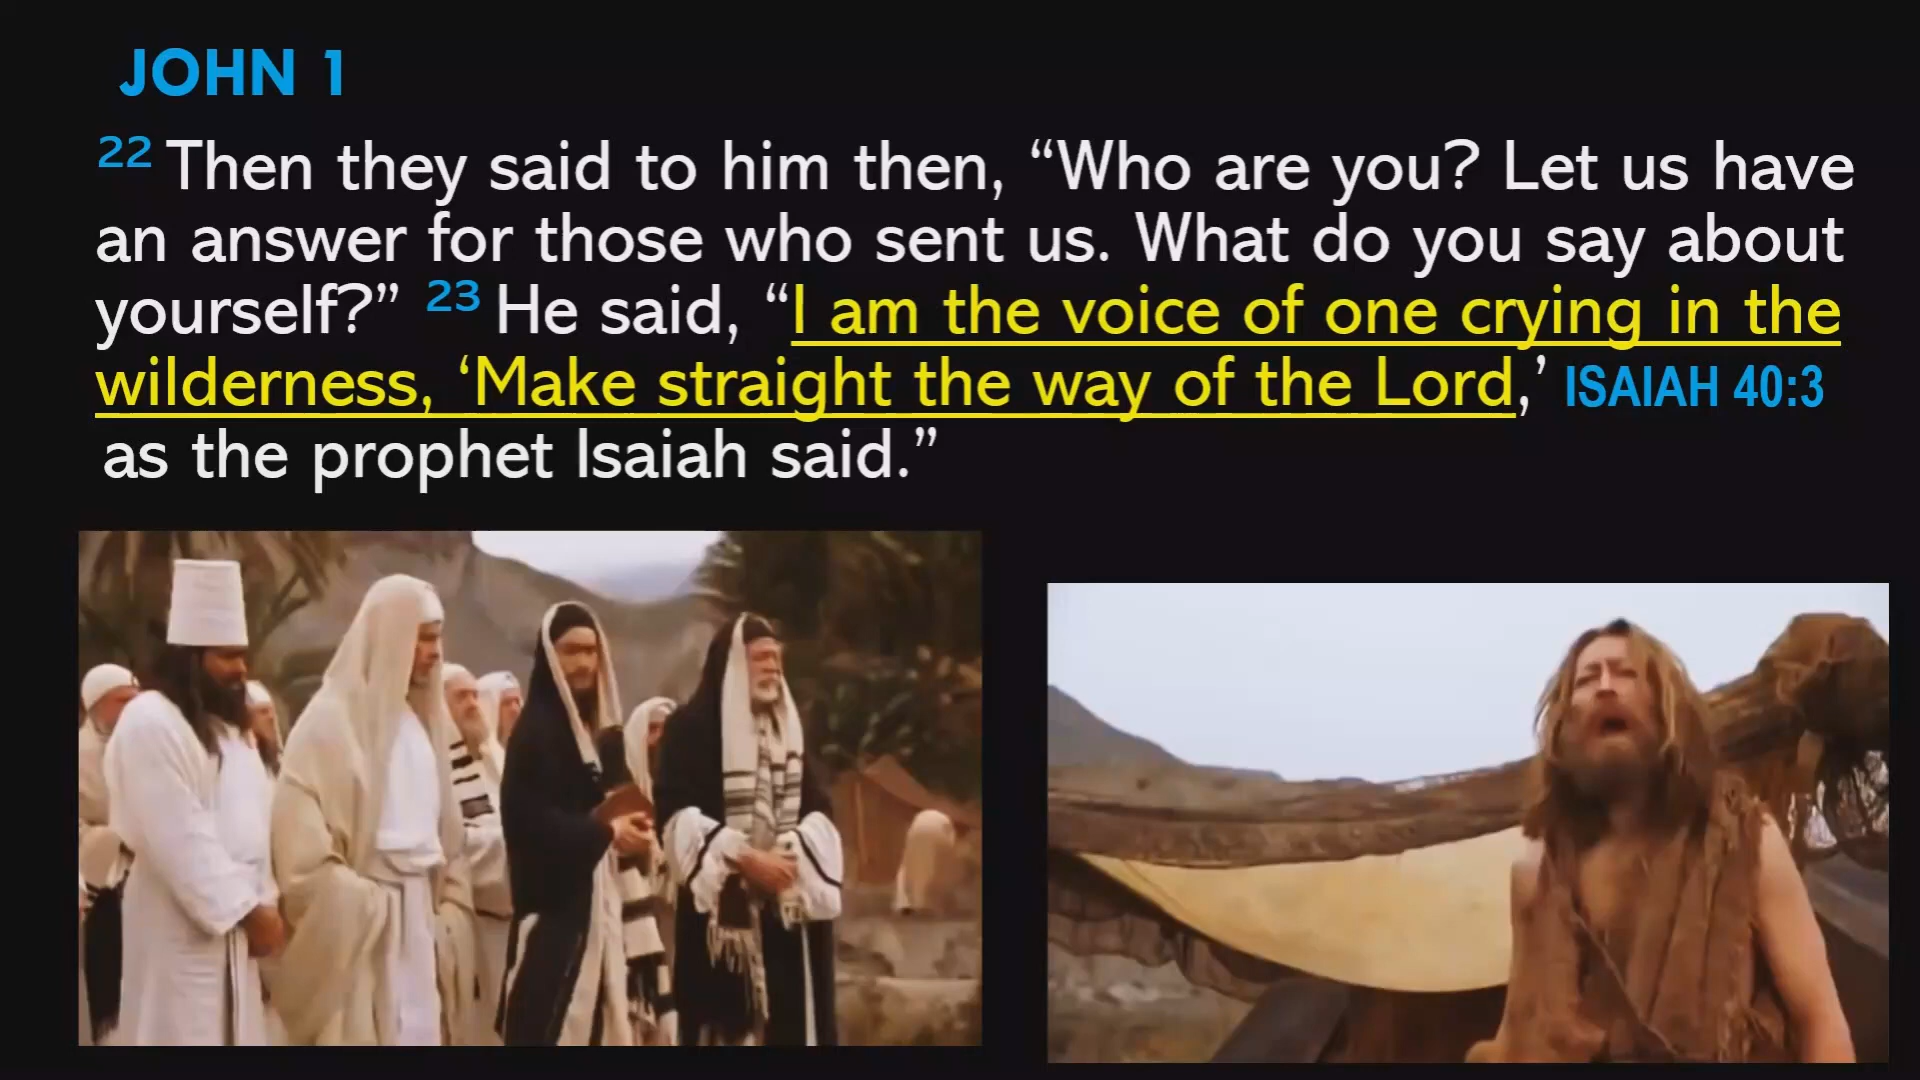 JOHN 1
22 Then they said to him then, “Who are you? Let us have
an answer for those who sent us. What do you say about
yourself?” 23 He said, “I am the voice of one crying in the
wilderness, ‘Make straight the way of the Lord,’ ISAIAH 40:3
as the prophet Isaiah said.”